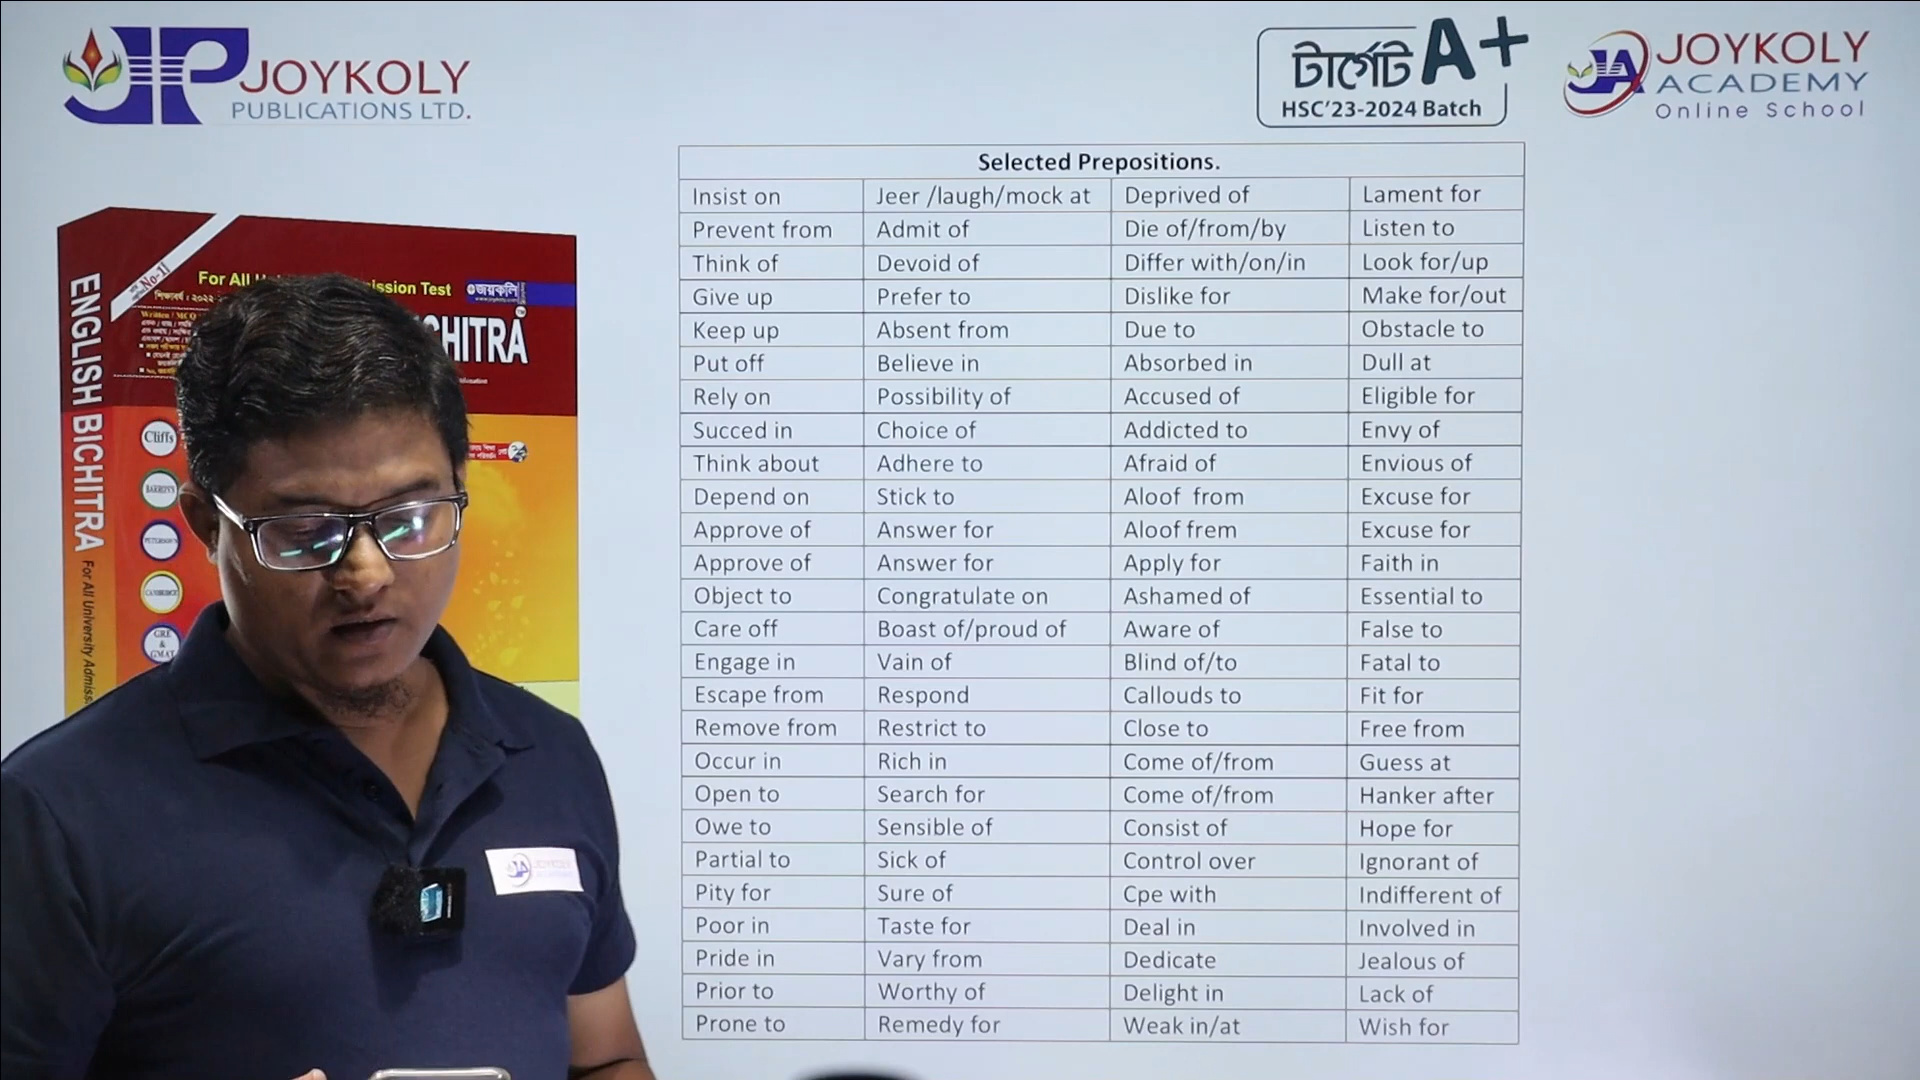 JOYKOLY
PUBLICATIONS LTD.
টার্গেট A+
HSC'23-2024 Batch
JOYKOLY
ACADEMY
Online School
No-1
For All
ission Test
জয়কলি
HITRA
ENGLISH BICHITRA
For All University Admiss
Cliffs
BARRON'S
PETERSON'S
CAMBRIDGE
GRE
&
GMAT
Selected Prepositions.
Insist on Jeer /laugh/mock at Deprived of Lament for
Prevent from Admit of Die of/from/by Listen to
Think of Devoid of Differ with/on/in Look for/up
Give up Prefer to Dislike for Make for/out
Keep up Absent from Due to Obstacle to
Put off Believe in Absorbed in Dull at
Rely on Possibility of Accused of Eligible for
Succed in Choice of Addicted to Envy of
Think about Adhere to Afraid of Envious of
Depend on Stick to Aloof from Excuse for
Approve of Answer for Aloof frem Excuse for
Approve of Answer for Apply for Faith in
Object to Congratulate on Ashamed of Essential to
Care off Boast of/proud of Aware of False to
Engage in Vain of Blind of/to Fatal to
Escape from Respond Callouds to Fit for
Remove from Restrict to Close to Free from
Occur in Rich in Come of/from Guess at
Open to Search for Come of/from Hanker after
Owe to Sensible of Consist of Hope for
Partial to Sick of Control over Ignorant of
Pity for Sure of Cpe with Indifferent of
Poor in Taste for Deal in Involved in
Pride in Vary from Dedicate Jealous of
Prior to Worthy of Delight in Lack of
Prone to Remedy for Weak in/at Wish for